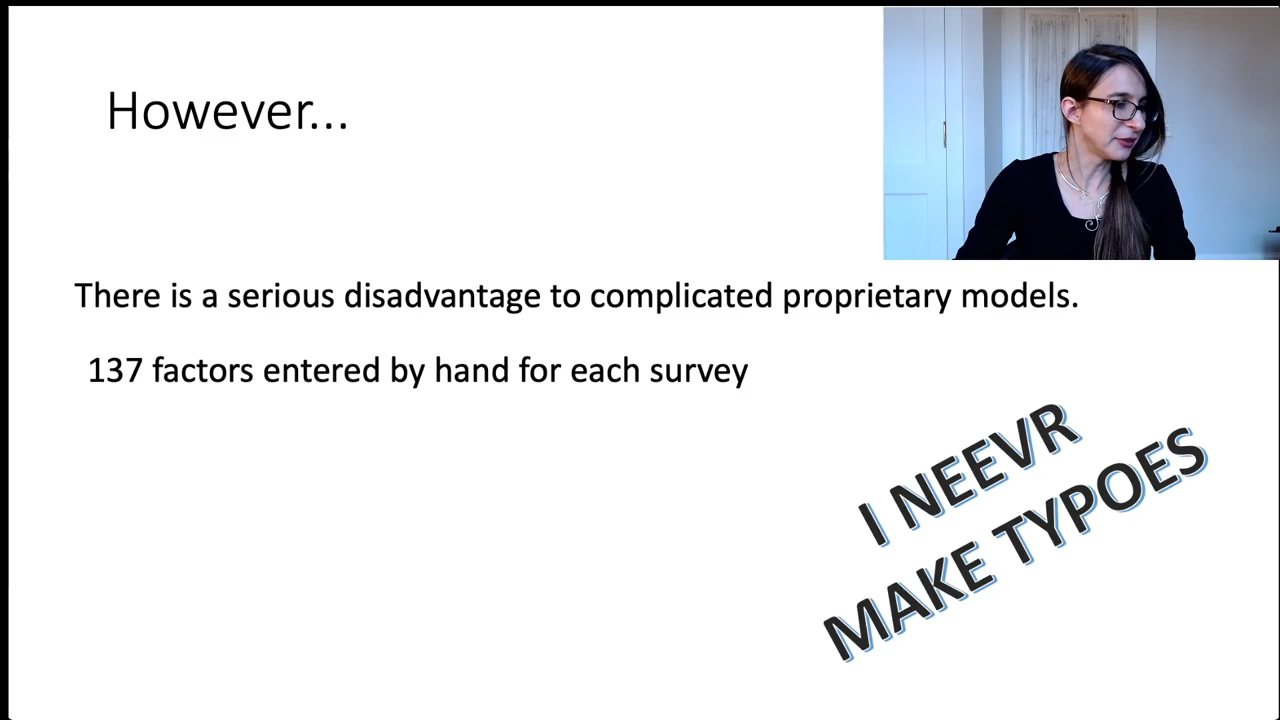 However...
There is a serious disadvantage to complicated proprietary models.
137 factors entered by hand for each survey
I NEEVR
MAKE TYPOES